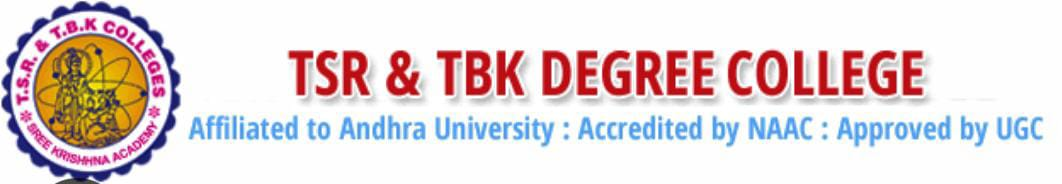 T.S.R. & T.B.K COLLEGES
SREE KRISHHNA ACADEMY
TSR & TBK DEGREE COLLEGE
Affiliated to Andhra University : Accredited by NAAC : Approved by UGC